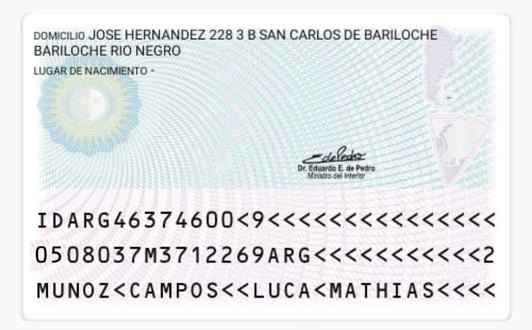 DOMICILIO JOSE HERNANDEZ 228 3 B SAN CARLOS DE BARILOCHE
BARILOCHE RIO NEGRO
LUGAR DE NACIMIENTO -
Dr. Eduardo E. de Pedro
Ministro del Interior
IDARG46374600<9<<<<<<<<<<<<<<<
0508037M3712269ARG<<<<<<<<<<<2
MUNOZ<CAMPOS<<LUCA<MATHIAS<<<<